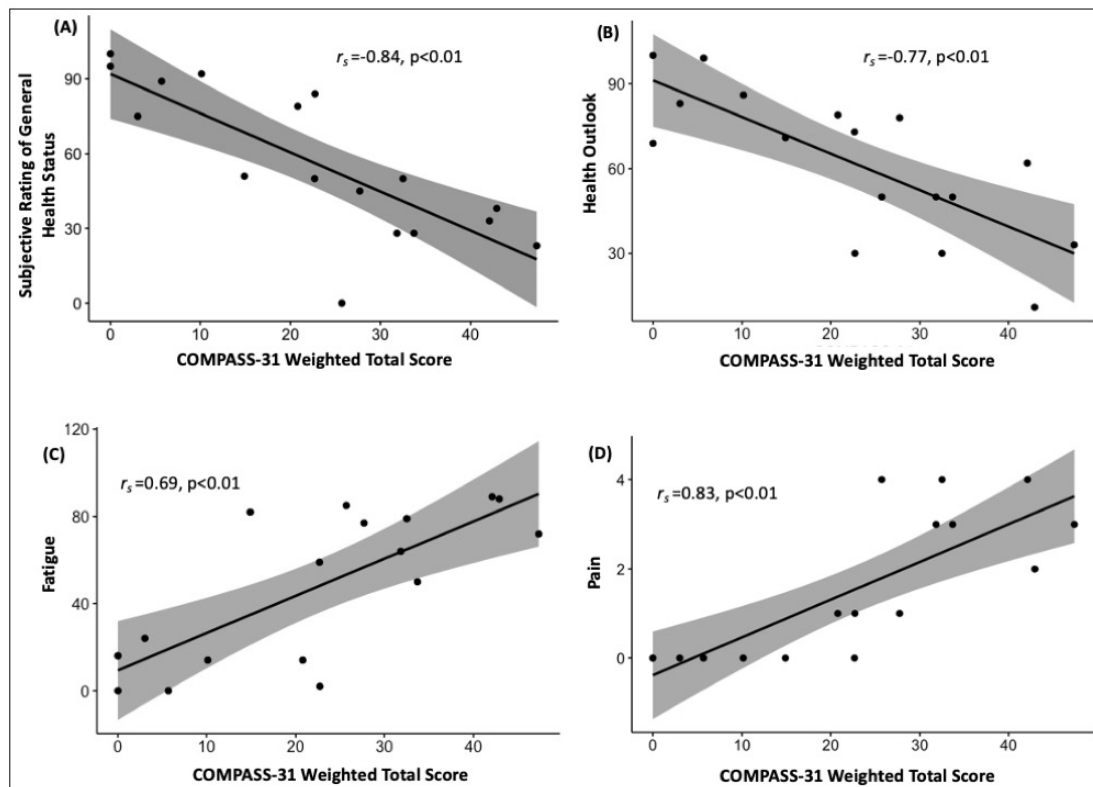 (A)
r_s=-0.84, p<0.01
Subjective Rating of General
Health Status
90
60
30
0
0 10 20 30 40
COMPASS-31 Weighted Total Score
(B)
r_s=-0.77, p<0.01
Health Outlook
90
60
30
0 10 20 30 40
COMPASS-31 Weighted Total Score
(C)
r_s=0.69, p<0.01
Fatigue
120
80
40
0
0 10 20 30 40
COMPASS-31 Weighted Total Score
(D)
r_s=0.83, p<0.01
Pain
4
2
0
0 10 20 30 40
COMPASS-31 Weighted Total Score